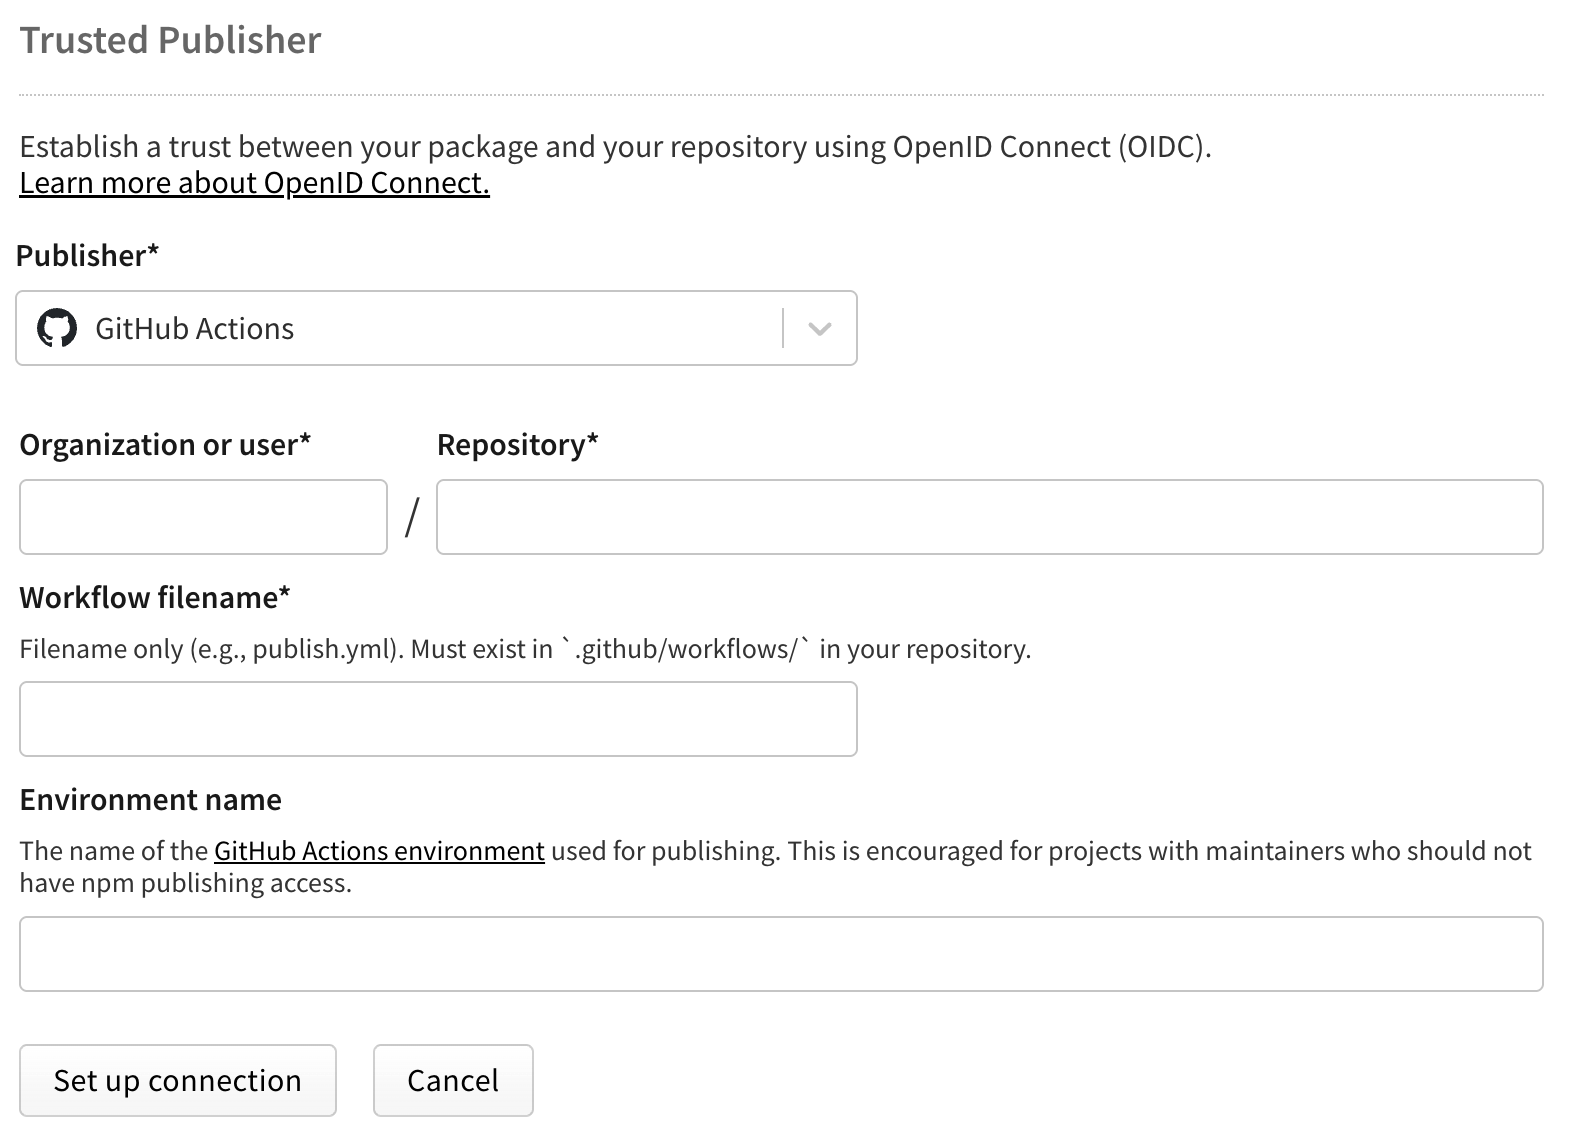 Trusted Publisher
Establish a trust between your package and your repository using OpenID Connect (OIDC).
Learn more about OpenID Connect.
Publisher*
GitHub Actions
Organization or user*
Repository*
/
Workflow filename*
Filename only (e.g., publish.yml). Must exist in `.github/workflows/` in your repository.
Environment name
The name of the GitHub Actions environment used for publishing. This is encouraged for projects with maintainers who should not
have npm publishing access.
Set up connection
Cancel